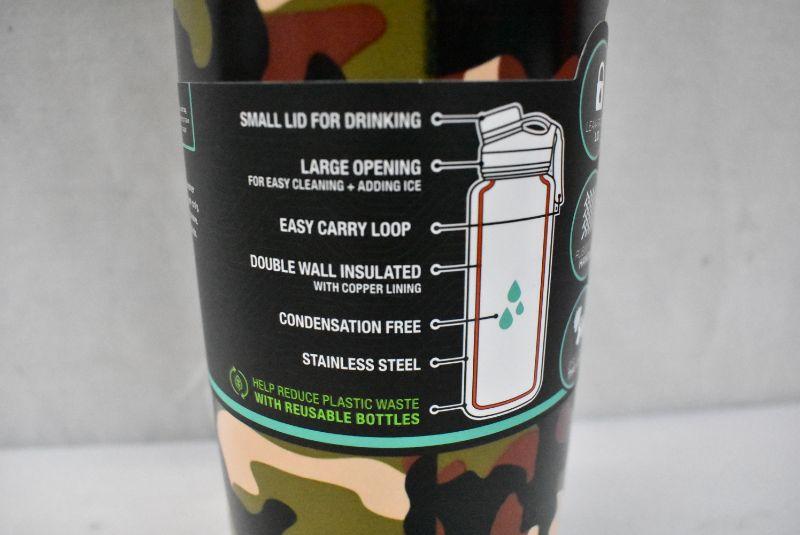 SMALL LID FOR DRINKING
LARGE OPENING
FOR EASY CLEANING + ADDING ICE
EASY CARRY LOOP
DOUBLE WALL INSULATED
WITH COPPER LINING
CONDENSATION FREE
STAINLESS STEEL
HELP REDUCE PLASTIC WASTE
WITH REUSABLE BOTTLES